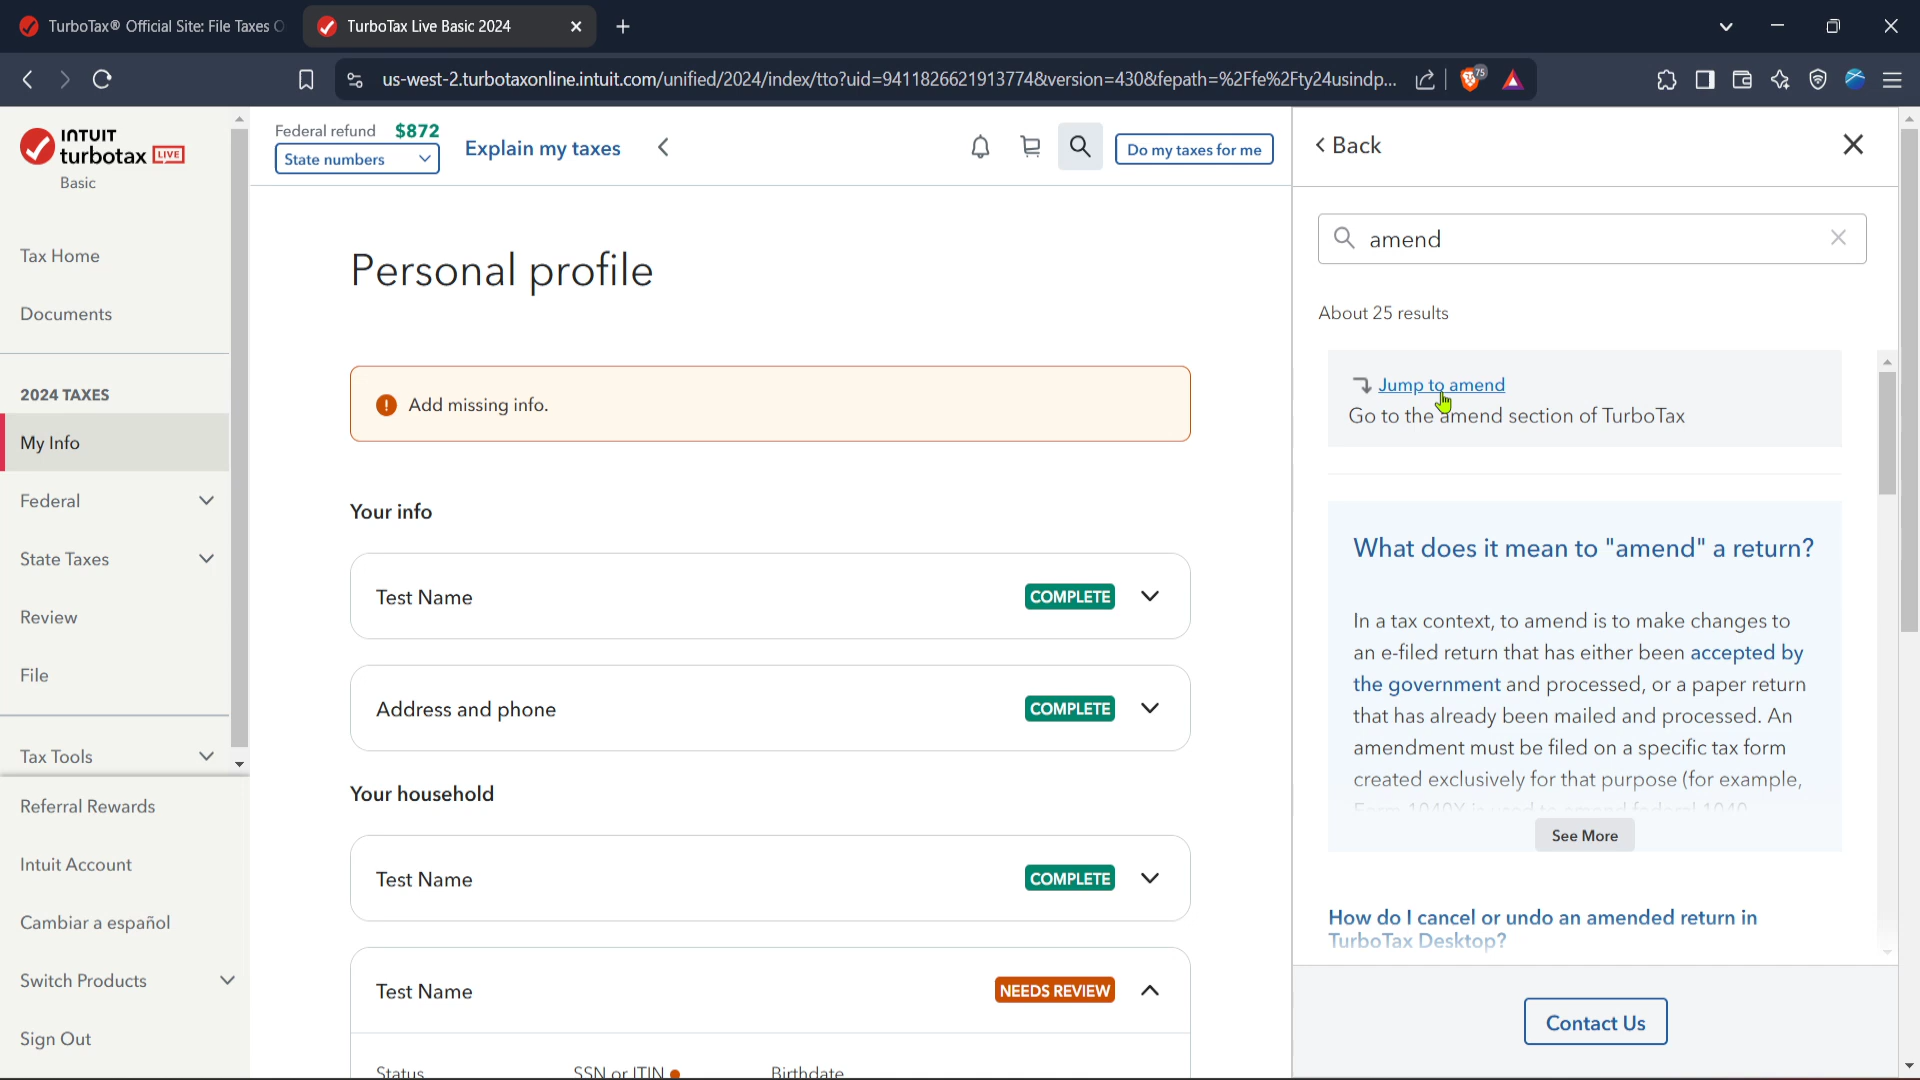 TurboTax® Official Site: File Taxes O
TurboTax Live Basic 2024
us-west-2.turbotaxonline.intuit.com/unified/2024/index/tto?uid=9411826621913774&version=430&fepath=%2Ffe%2Fty24usindp...
75
INTUIT
turbotax LIVE
Basic
Tax Home
Documents
2024 TAXES
My Info
Federal
State Taxes
Review
File
Tax Tools
Referral Rewards
Intuit Account
Cambiar a español
Switch Products
Sign Out
Federal refund $872
State numbers
Explain my taxes
Do my taxes for me
Personal profile
Add missing info.
Your info
Test Name COMPLETE
Address and phone COMPLETE
Your household
Test Name COMPLETE
Test Name NEEDS REVIEW
Status SSN or ITIN Birthdate
Back
amend
About 25 results
Jump to amend
Go to the amend section of TurboTax
What does it mean to "amend" a return?
In a tax context, to amend is to make changes to
an e-filed return that has either been accepted by
the government and processed, or a paper return
that has already been mailed and processed. An
amendment must be filed on a specific tax form
created exclusively for that purpose (for example,
Form 1040X is used to amend federal 1040
See More
How do I cancel or undo an amended return in
TurboTax Desktop?
Contact Us